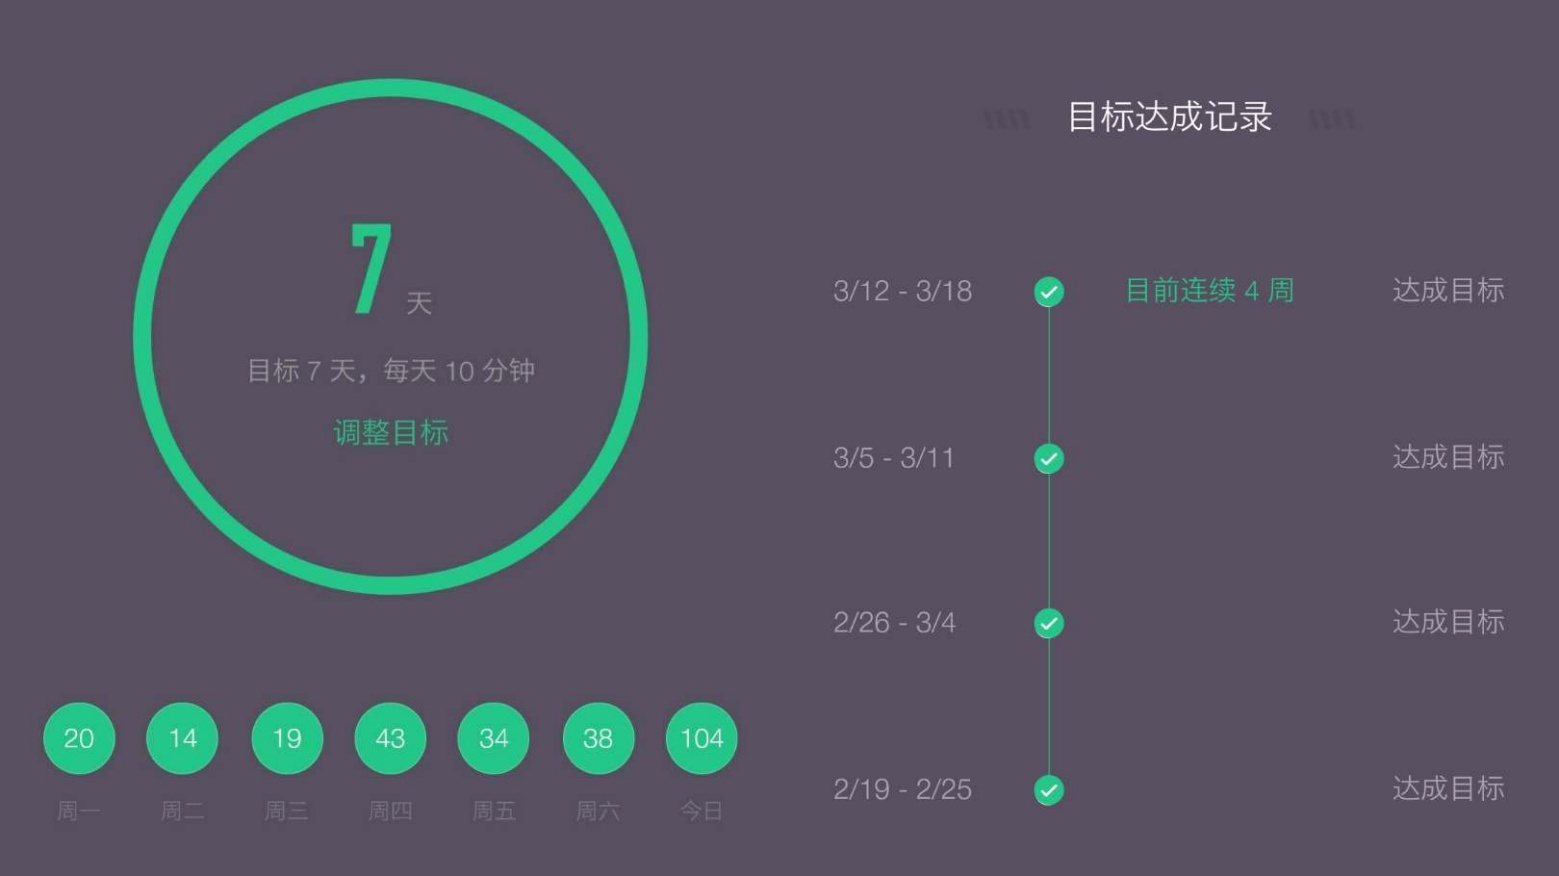 7 天
目标 7 天，每天 10 分钟
调整目标
20 14 19 43 34 38 104
周一 周二 周三 周四 周五 周六 今日
目标达成记录
3/12 - 3/18 目前连续 4 周 达成目标
3/5 - 3/11 达成目标
2/26 - 3/4 达成目标
2/19 - 2/25 达成目标